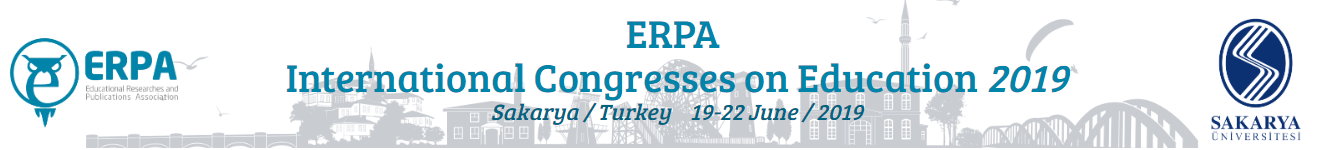 ERPA
Educational Researches and
Publications Association
ERPA
International Congresses on Education 2019
Sakarya / Turkey 19-22 June / 2019
SAKARYA
ÜNİVERSİTESİ